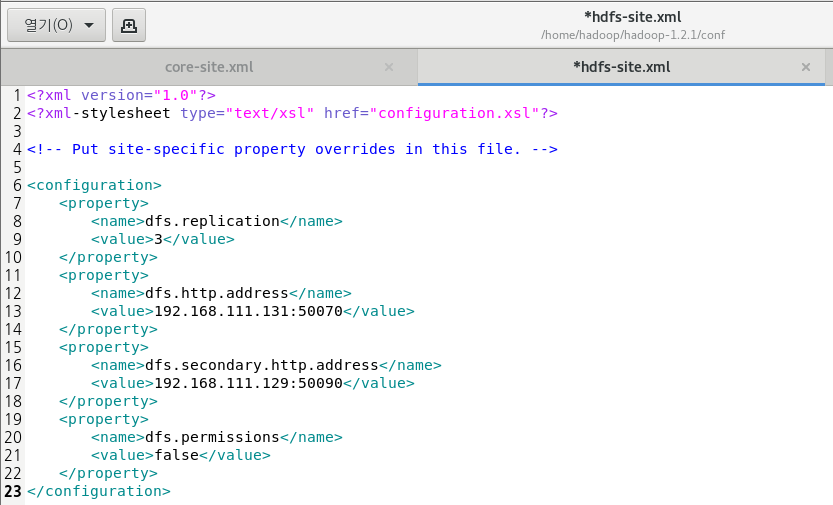 열기(O)
*hdfs-site.xml
/home/hadoop/hadoop-1.2.1/conf
core-site.xml ×
*hdfs-site.xml ×
1 <?xml version="1.0"?>
2 <?xml-stylesheet type="text/xsl" href="configuration.xsl"?>
3
4 <!-- Put site-specific property overrides in this file. -->
5
6 <configuration>
7     <property>
8         <name>dfs.replication</name>
9         <value>3</value>
10     </property>
11     <property>
12         <name>dfs.http.address</name>
13         <value>192.168.111.131:50070</value>
14     </property>
15     <property>
16         <name>dfs.secondary.http.address</name>
17         <value>192.168.111.129:50090</value>
18     </property>
19     <property>
20         <name>dfs.permissions</name>
21         <value>false</value>
22     </property>
23 </configuration>